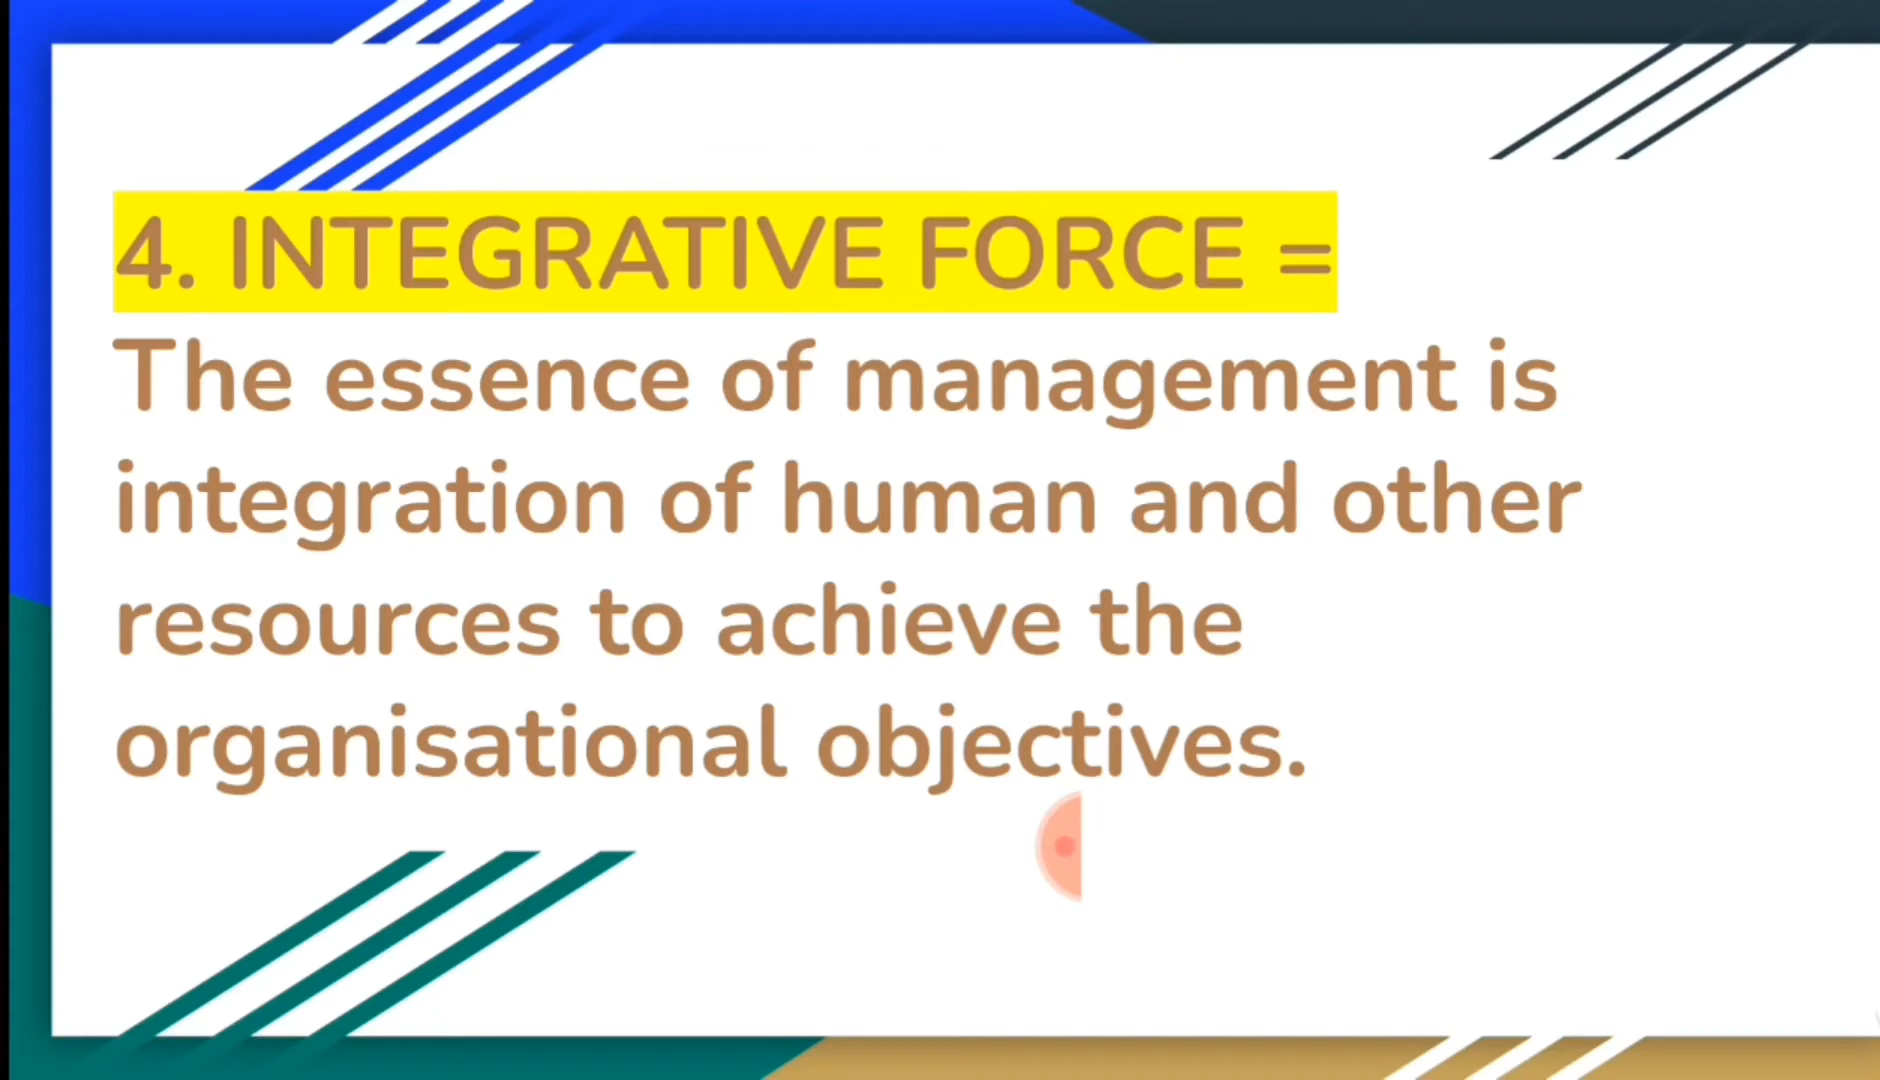 4. INTEGRATIVE FORCE =
The essence of management is
integration of human and other
resources to achieve the
organisational objectives.